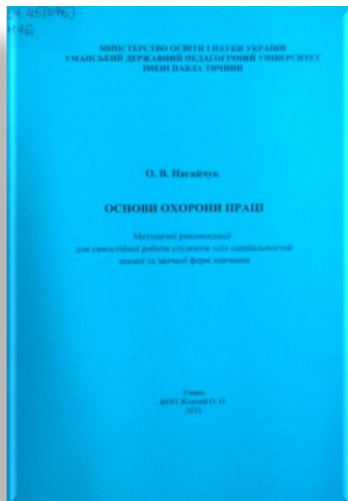 МІНІСТЕРСТВО ОСВІТИ І НАУКИ УКРАЇНИ
УМАНСЬКИЙ ДЕРЖАВНИЙ ПЕДАГОГІЧНИЙ УНІВЕРСИТЕТ
ІМЕНІ ПАВЛА ТИЧИНИ
О. В. Нагайчук
ОСНОВИ ОХОРОНИ ПРАЦІ
Методичні рекомендації
для самостійної роботи студентів усіх спеціальностей
денної та заочної форм навчання
Умань
ФОП Жовтий О. О